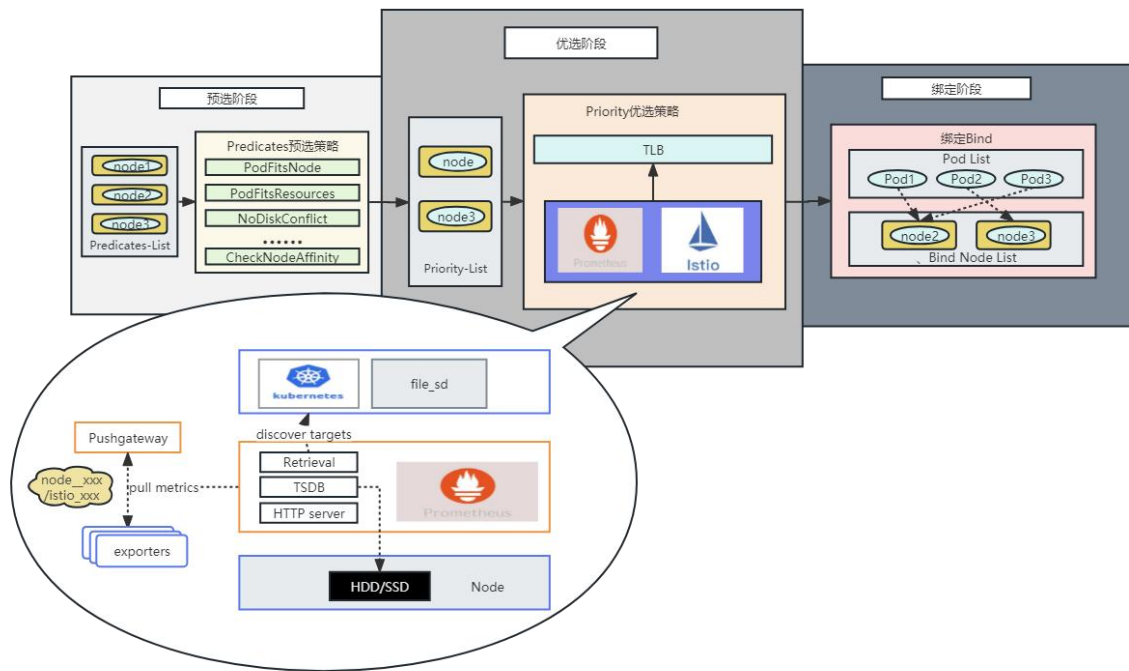 优选阶段
预选阶段
绑定阶段
Predicates预选策略
node1
node2
node3
Predicates-List
PodFitsNode
PodFitsResources
NoDiskConflict
......
CheckNodeAffinity
node
node3
Priority-List
Priority优选策略
TLB
Prometheus
Istio
绑定Bind
Pod List
Pod1
Pod2
Pod3
node2
node3
、Bind Node List
kubernetes
file_sd
discover targets
Pushgateway
node__xxx
/istio_xxx
pull metrics
exporters
Retrieval
TSDB
HTTP server
Prometheus
HDD/SSD
Node